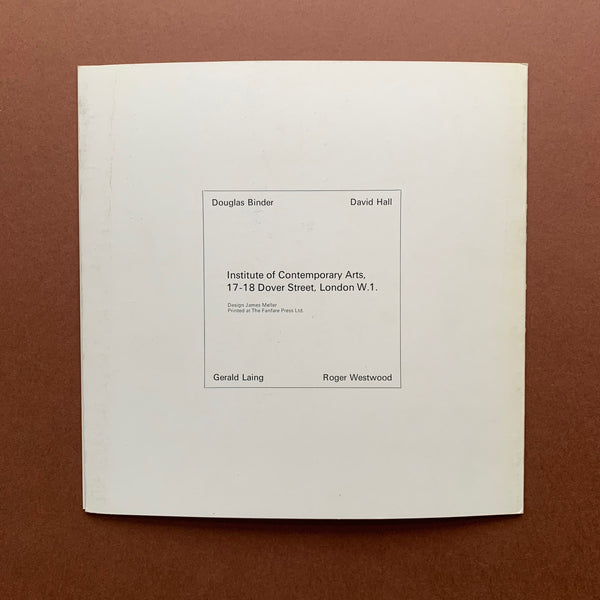 Douglas Binder David Hall
Institute of Contemporary Arts,
17-18 Dover Street, London W.1.
Design James Meller
Printed at The Fanfare Press Ltd.
Gerald Laing Roger Westwood